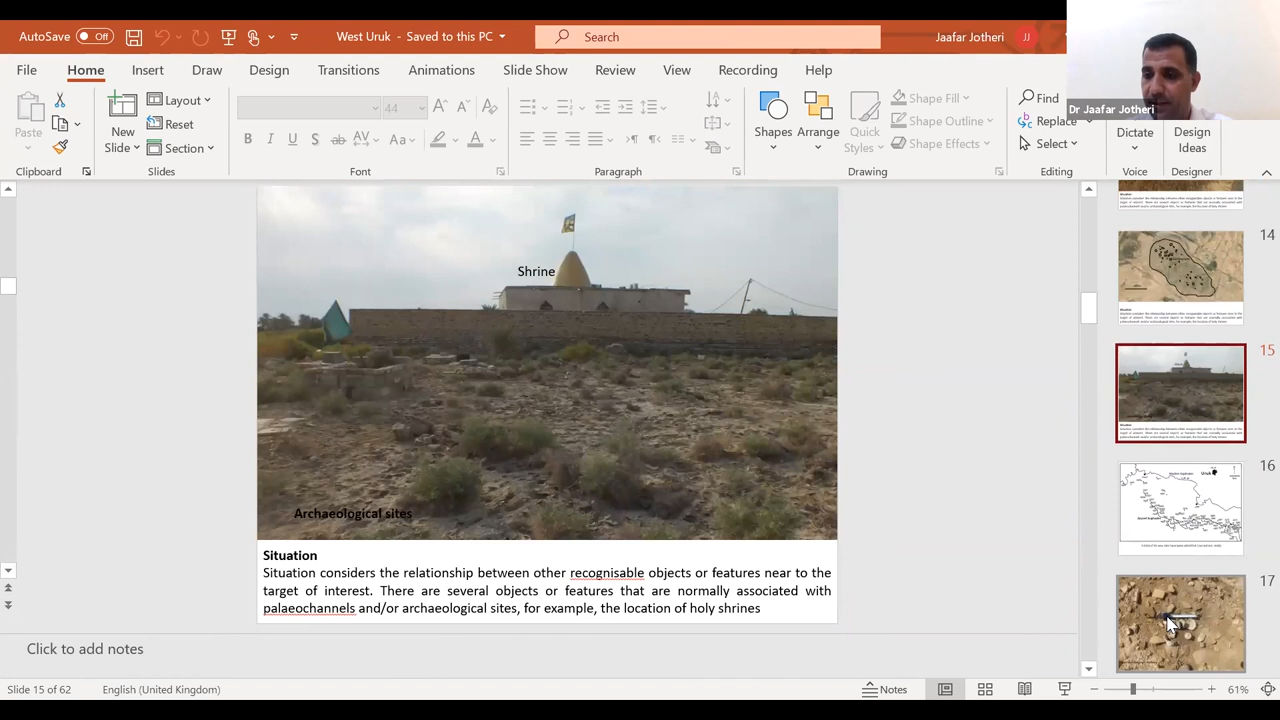 AutoSave Off West Uruk - Saved to this PC Search Jaafar Jotheri JJ
File Home Insert Draw Design Transitions Animations Slide Show Review View Recording Help
Dr Jaafar Jotheri
Paste
Clipboard
New Slide
Layout
Reset
Section
Slides
44
B I U S ab AV Aa A
Font
Paragraph
Shapes
Arrange
Quick Styles
Shape Fill
Shape Outline
Shape Effects
Drawing
Find
Replace
Select
Editing
Dictate
Voice
Design Ideas
Designer
Shrine
Archaeological sites
Situation
Situation considers the relationship between other recognisable objects or features near to the
target of interest. There are several objects or features that are normally associated with
palaeochannels and/or archaeological sites, for example, the location of holy shrines
14
15
16
Uruk
17
Click to add notes
Slide 15 of 62 English (United Kingdom) Notes 61%